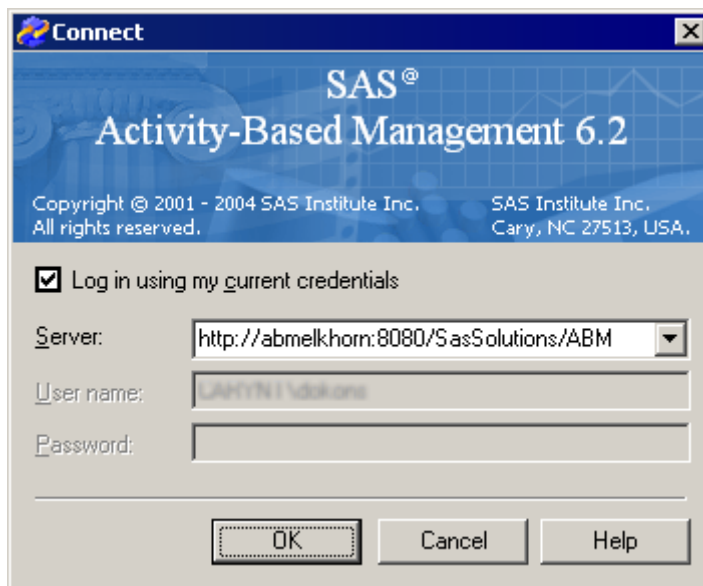 Connect
SAS®
Activity-Based Management 6.2
Copyright © 2001 - 2004 SAS Institute Inc.
All rights reserved.
SAS Institute Inc.
Cary, NC 27513, USA.
Log in using my current credentials
Server:
http://abmelkhorn:8080/SasSolutions/ABM
User name:
Password:
OK
Cancel
Help